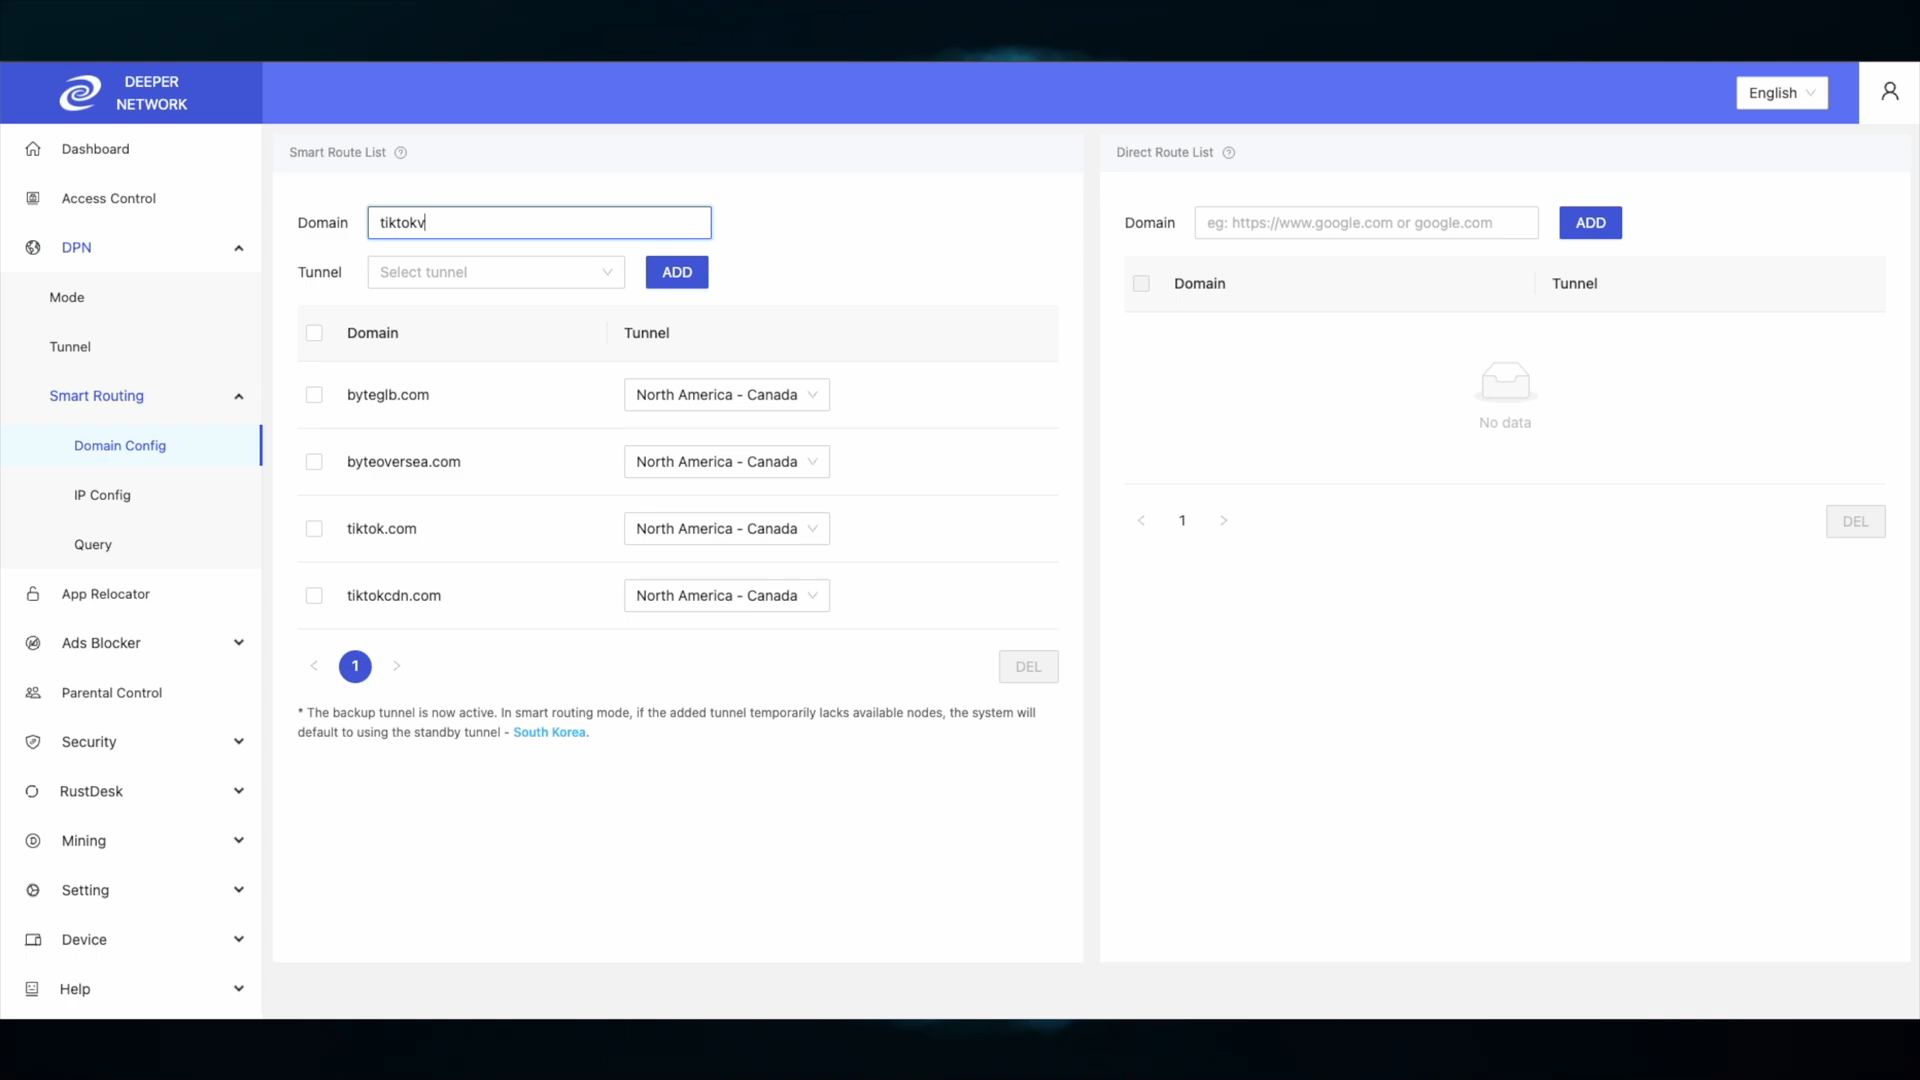 DEEPER
NETWORK
English
Dashboard
Access Control
DPN
Mode
Tunnel
Smart Routing
Domain Config
IP Config
Query
App Relocator
Ads Blocker
Parental Control
Security
RustDesk
Mining
Setting
Device
Help
Smart Route List
Domain tiktokv
Tunnel Select tunnel ADD
Domain Tunnel
byteglb.com North America - Canada
byteoversea.com North America - Canada
tiktok.com North America - Canada
tiktokcdn.com North America - Canada
< 1 > DEL
* The backup tunnel is now active. In smart routing mode, if the added tunnel temporarily lacks available nodes, the system will
default to using the standby tunnel - South Korea.
Direct Route List
Domain eg: https://www.google.com or google.com ADD
Domain Tunnel
No data
< 1 > DEL